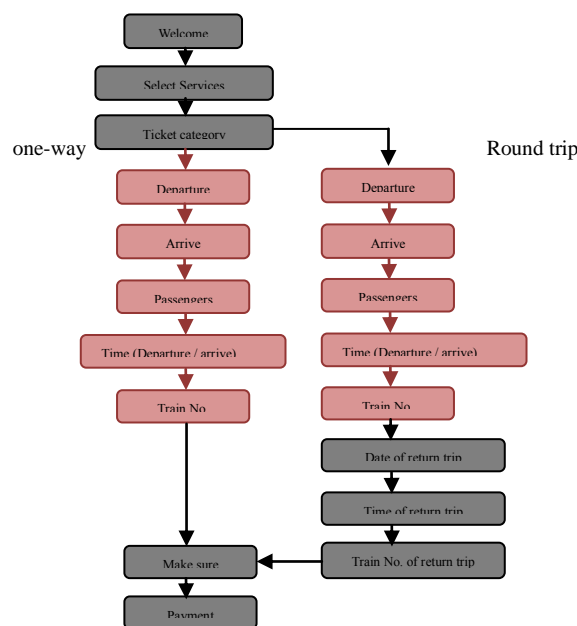 Welcome
Select Services
Ticket category
one-way
Round trip
Departure
Arrive
Passengers
Time (Departure / arrive)
Train No
Departure
Arrive
Passengers
Time (Departure / arrive)
Train No
Date of return trip
Time of return trip
Train No. of return trip
Make sure
Payment